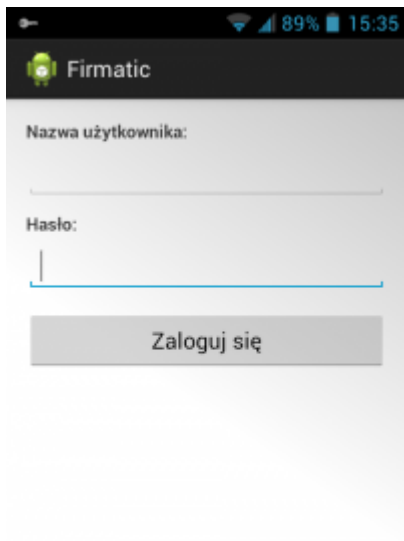 89% 15:35
Firmatic
Nazwa użytkownika:
Hasło:
Zaloguj się